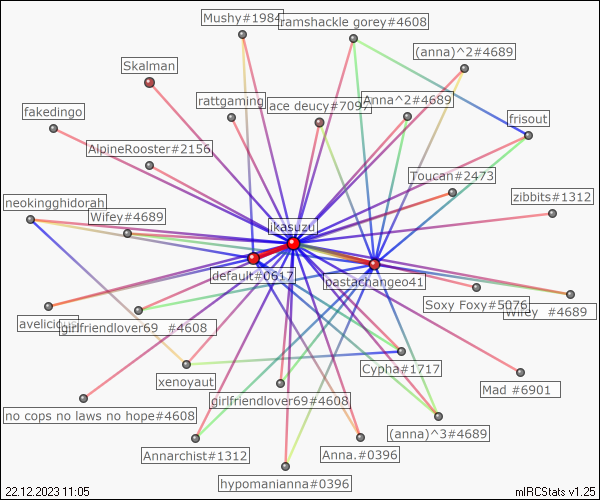 Mushy#1984
ramshackle gorey#4608
(anna)^2#4689
Skalman
rattgaming
ace deucy#7097
Anna^2#4689
fakedingo
frisout
AlpineRooster#2156
Toucan#2473
zibbits#1312
neokingghidorah
Wifey#4689
ikasuzu
default#0617
pastachangeo41
Soxy Foxy#5076
#4689
girlfriendlover69 #4608
Cypha#1717
xenoyaut
Mad #6901
girlfriendlover69#4608
no cops no laws no hope#4608
(anna)^3#4689
Annarchist#1312
Anna.#0396
hypomanianna#0396
22.12.2023 11:05
mIRCStats v1.25